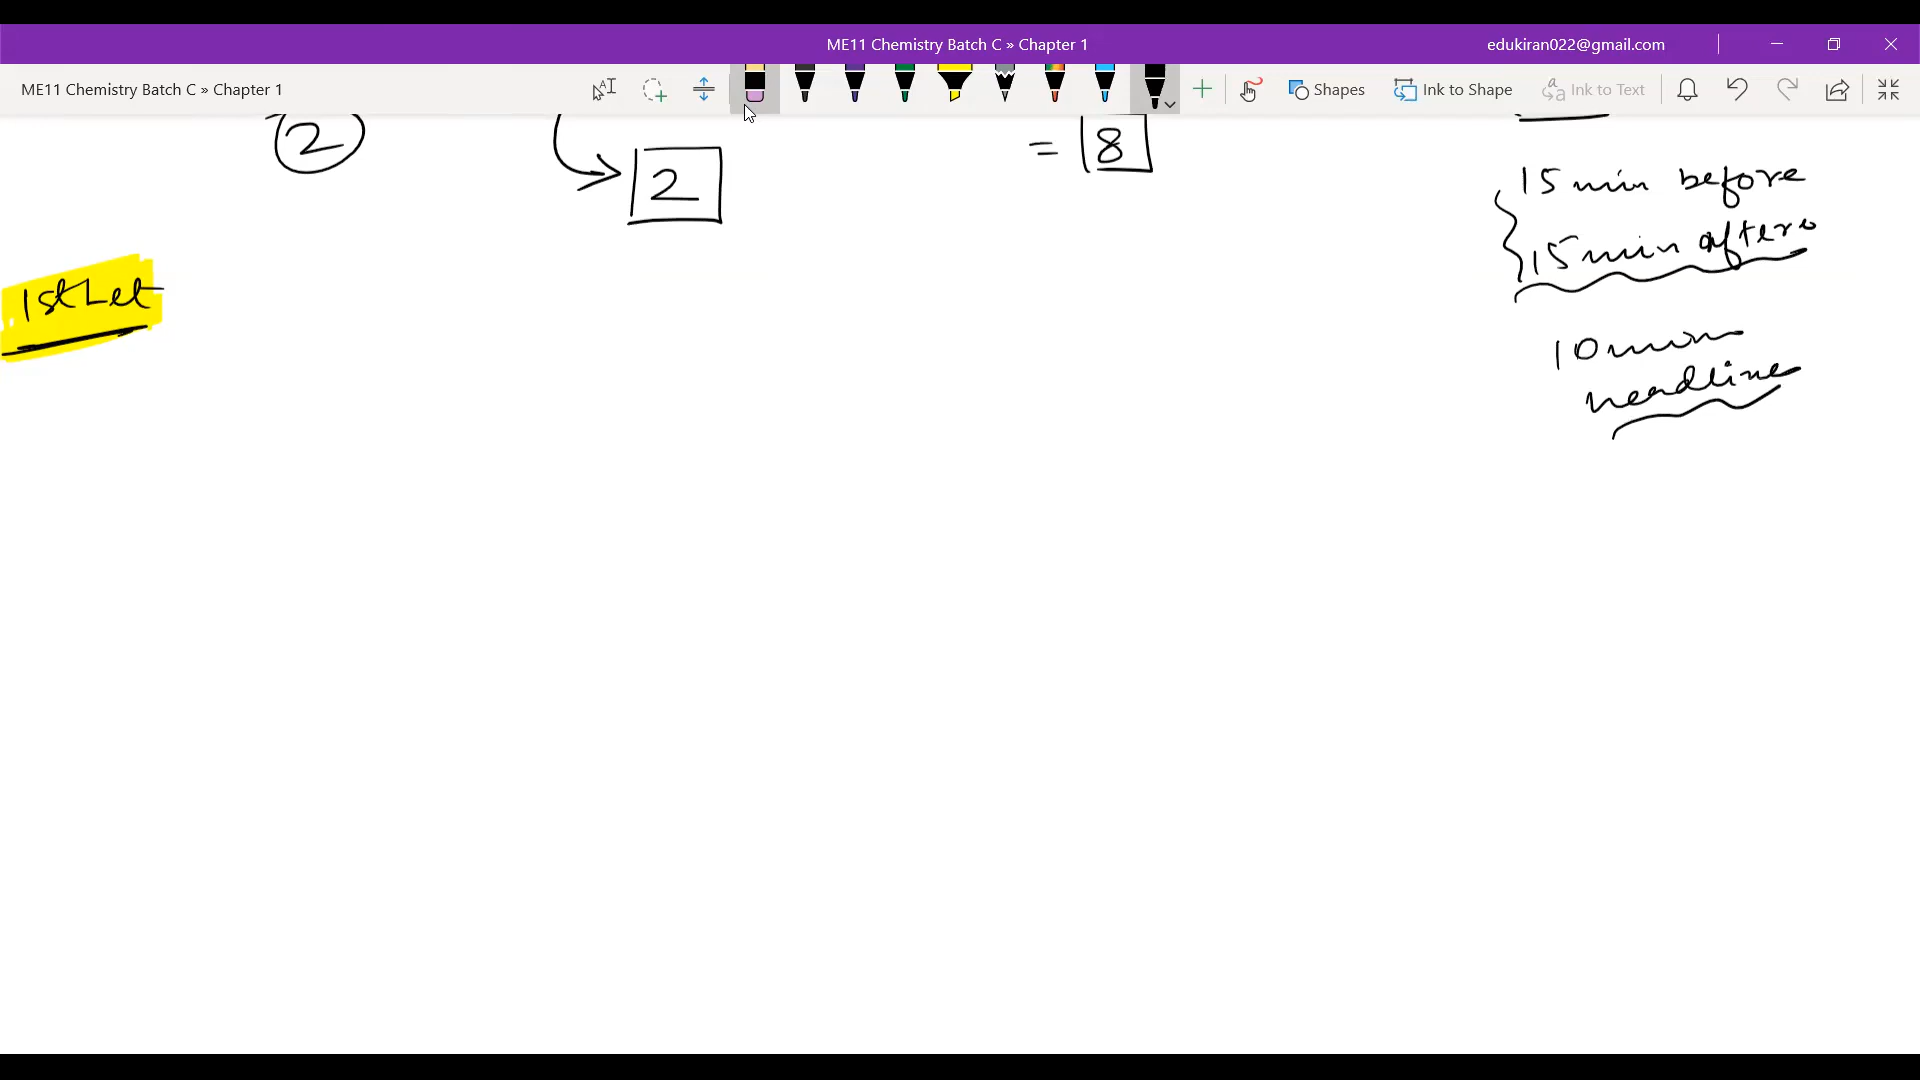 ME11 Chemistry Batch C » Chapter 1
edukiran022@gmail.com
ME11 Chemistry Batch C » Chapter 1
Shapes
Ink to Shape
Ink to Text
2
2
= 8
15 min before
15 min after
1st Let
10 min
headline